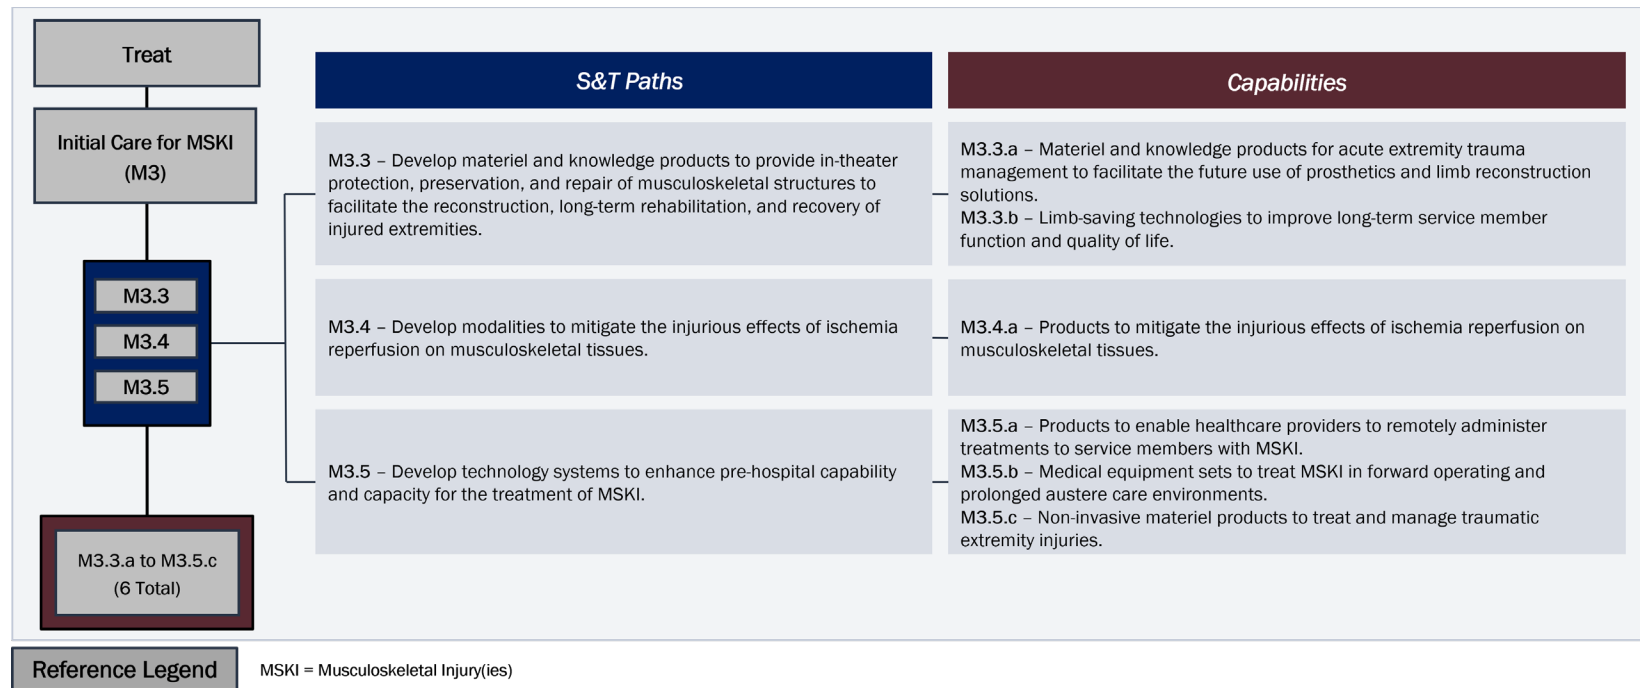 Treat
Initial Care for MSKI
(M3)
M3.3
M3.4
M3.5
M3.3.a to M3.5.c
(6 Total)
S&T Paths
Capabilities
M3.3 – Develop materiel and knowledge products to provide in-theater
protection, preservation, and repair of musculoskeletal structures to
facilitate the reconstruction, long-term rehabilitation, and recovery of
injured extremities.
M3.3.a – Materiel and knowledge products for acute extremity trauma
management to facilitate the future use of prosthetics and limb reconstruction
solutions.
M3.3.b – Limb-saving technologies to improve long-term service member
function and quality of life.
M3.4 – Develop modalities to mitigate the injurious effects of ischemia
reperfusion on musculoskeletal tissues.
M3.4.a – Products to mitigate the injurious effects of ischemia reperfusion on
musculoskeletal tissues.
M3.5 – Develop technology systems to enhance pre-hospital capability
and capacity for the treatment of MSKI.
M3.5.a – Products to enable healthcare providers to remotely administer
treatments to service members with MSKI.
M3.5.b – Medical equipment sets to treat MSKI in forward operating and
prolonged austere care environments.
M3.5.c – Non-invasive materiel products to treat and manage traumatic
extremity injuries.
Reference Legend
MSKI = Musculoskeletal Injury(ies)